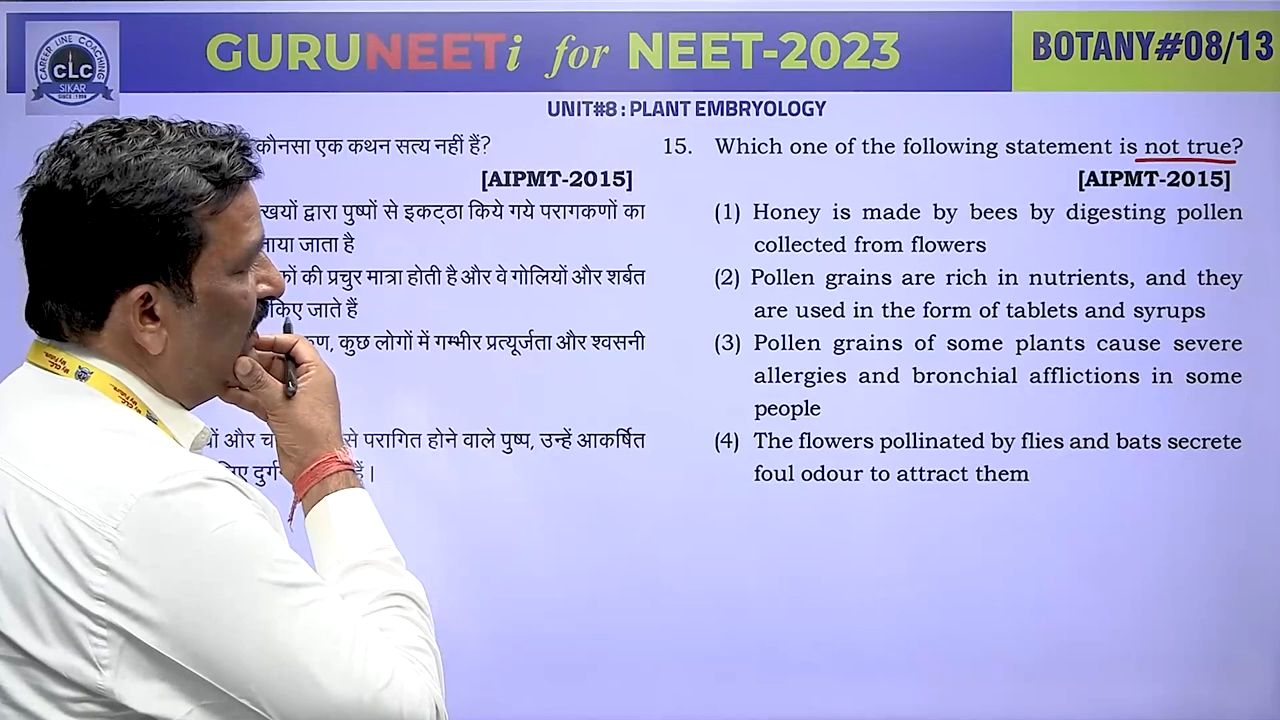 CAREER LINE COACHING
CLC
SIKAR
SINCE : 1996
GURUNEETi for NEET-2023
BOTANY#08/13
UNIT#8 : PLANT EMBRYOLOGY
कौनसा एक कथन सत्य नहीं हैं?
[AIPMT-2015]
द्वारा पुष्पों से इकट्ठा किये गये परागकणों का
जाता है
की प्रचुर मात्रा होती है और वे गोलियों और शर्बत
किए जाते हैं
कुछ लोगों में गम्भीर प्रत्यूर्जता और श्वसनी
और
से परागित होने वाले पुष्प, उन्हें आकर्षित
हैं।
15. Which one of the following statement is not true?
[AIPMT-2015]
(1) Honey is made by bees by digesting pollen
collected from flowers
(2) Pollen grains are rich in nutrients, and they
are used in the form of tablets and syrups
(3) Pollen grains of some plants cause severe
allergies and bronchial afflictions in some
people
(4) The flowers pollinated by flies and bats secrete
foul odour to attract them